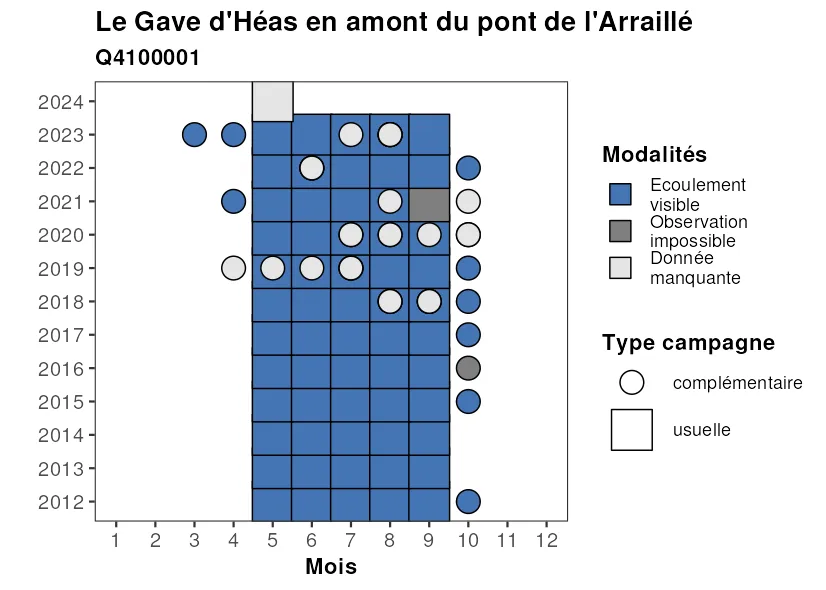 Le Gave d'Héas en amont du pont de l'Arraillé
Q4100001
2024
2023
2022
2021
2020
2019
2018
2017
2016
2015
2014
2013
2012
1 2 3 4 5 6 7 8 9 10 11 12
Mois
Modalités
Ecoulement
visible
Observation
impossible
Donnée
manquante
Type campagne
complémentaire
usuelle